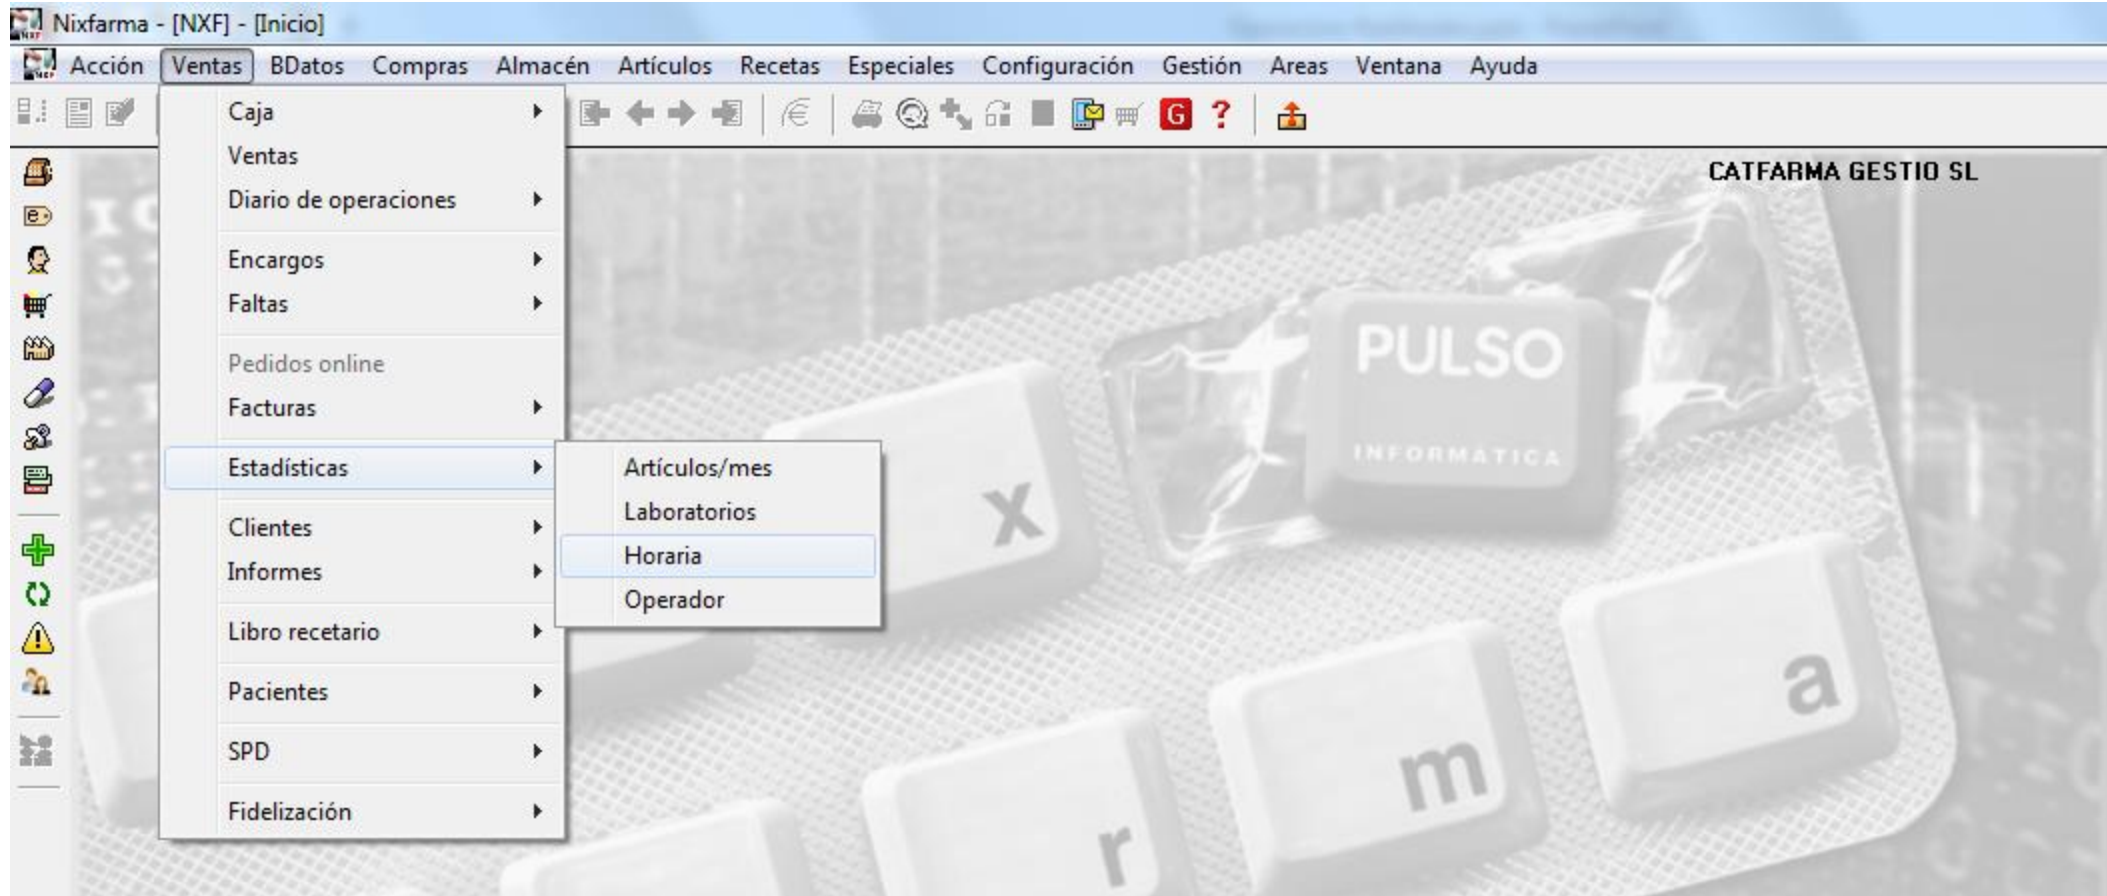 Nixfarma - [NXF] - [Inicio]
Acción Ventas BDatos Compras Almacén Artículos Recetas Especiales Configuración Gestión Areas Ventana Ayuda
G ?
Caja
Ventas
Diario de operaciones
Encargos
Faltas
Pedidos online
Facturas
Estadísticas
Clientes
Informes
Libro recetario
Pacientes
SPD
Fidelización
Artículos/mes
Laboratorios
Horaria
Operador
CATFARMA GESTIO SL
PULSO
INFORMATICA
x
a
m
r